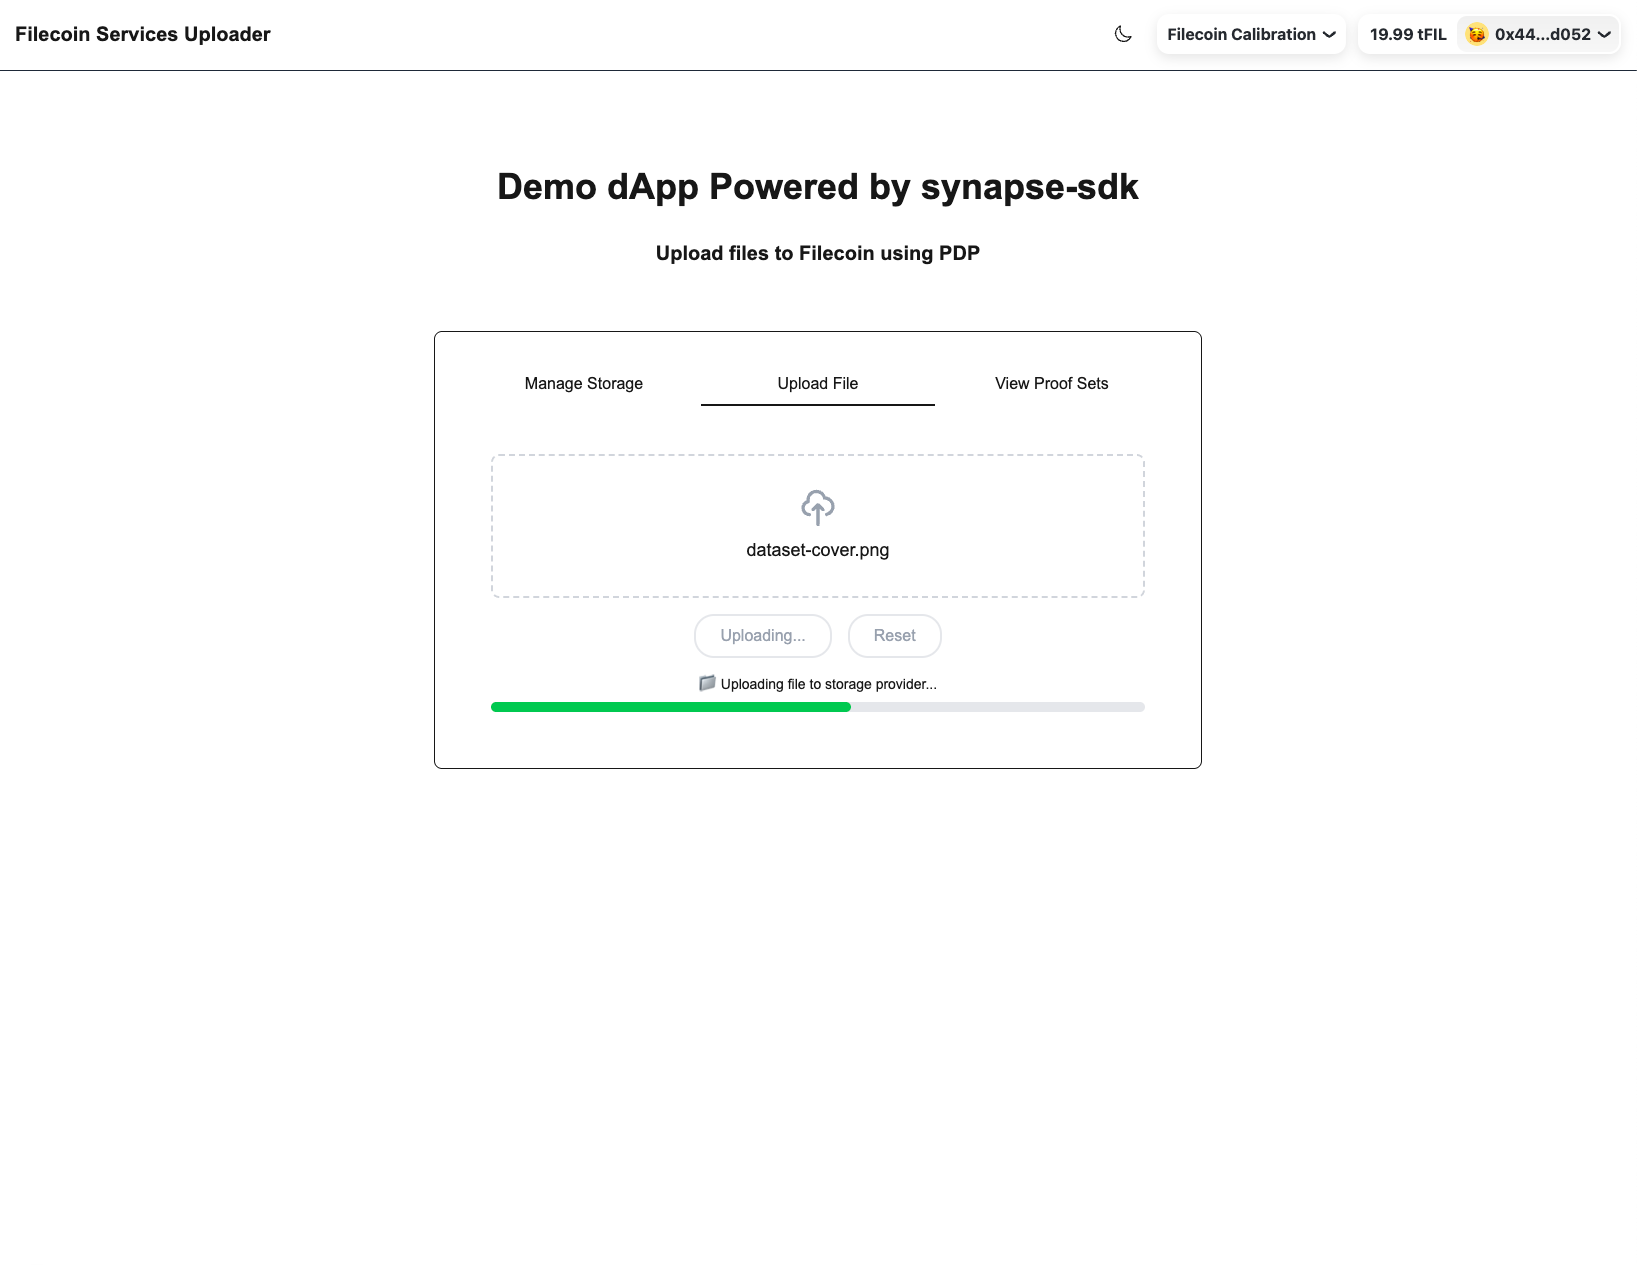 Filecoin Services Uploader
Filecoin Calibration
19.99 tFIL
0x44...d052
Demo dApp Powered by synapse-sdk
Upload files to Filecoin using PDP
Manage Storage
Upload File
View Proof Sets
dataset-cover.png
Uploading...
Reset
Uploading file to storage provider...